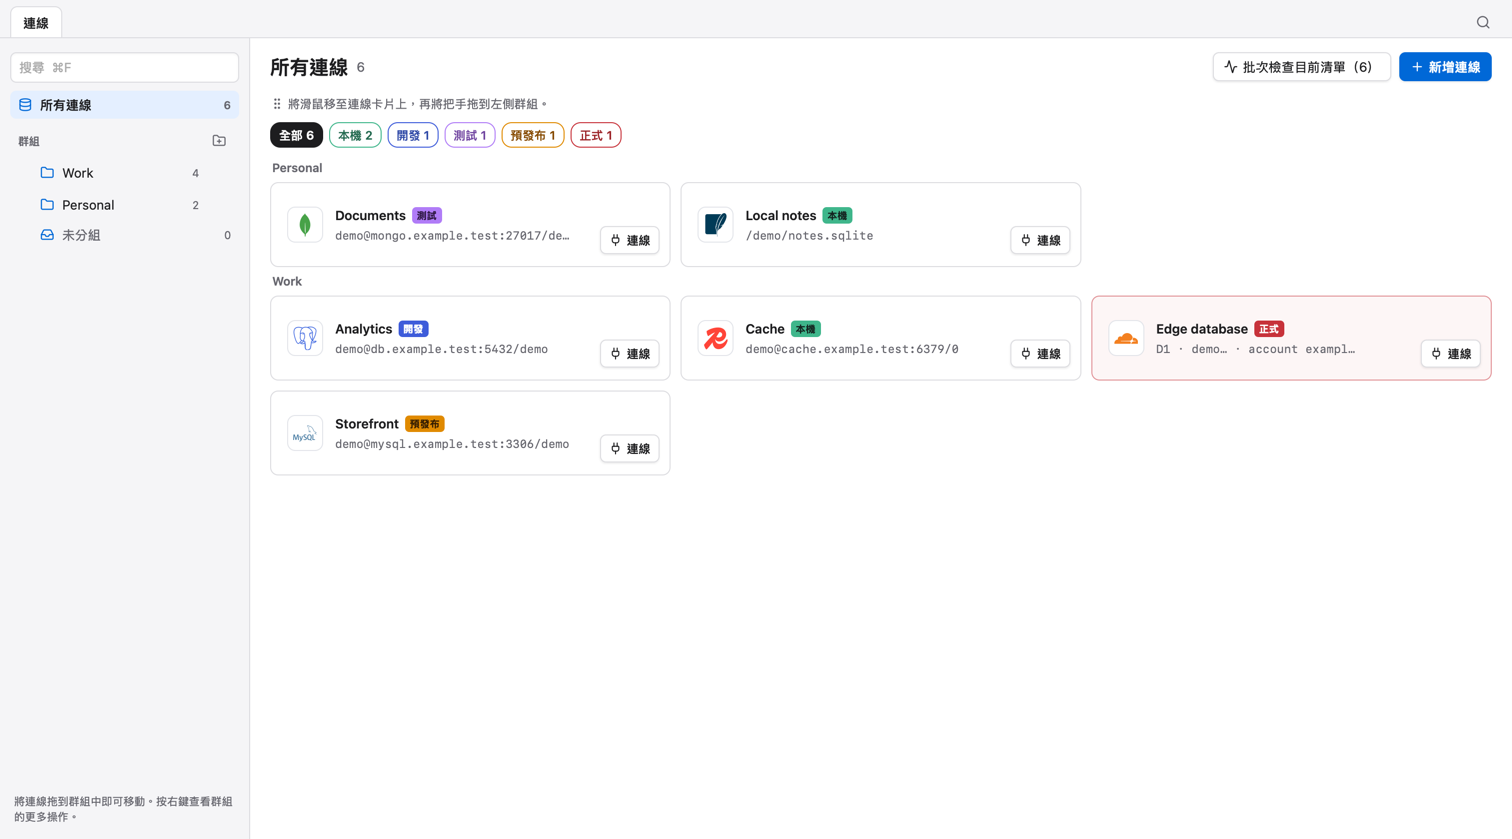 連線
搜尋 ⌘F
所有連線 6
群組
Work 4
Personal 2
未分組 0
將連線拖到群組中即可移動。按右鍵查看群組
的更多操作。
所有連線 6
批次檢查目前清單（6）
新增連線
將滑鼠移至連線卡片上，再將把手拖到左側群組。
全部 6 本機 2 開發 1 測試 1 預發布 1 正式 1
Personal
Documents 測試
demo@mongo.example.test:27017/de…
連線
Local notes 本機
/demo/notes.sqlite
連線
Work
Analytics 開發
demo@db.example.test:5432/demo
連線
Cache 本機
demo@cache.example.test:6379/0
連線
Edge database 正式
D1 · demo… · account exampl…
連線
MySQL
Storefront 預發布
demo@mysql.example.test:3306/demo
連線